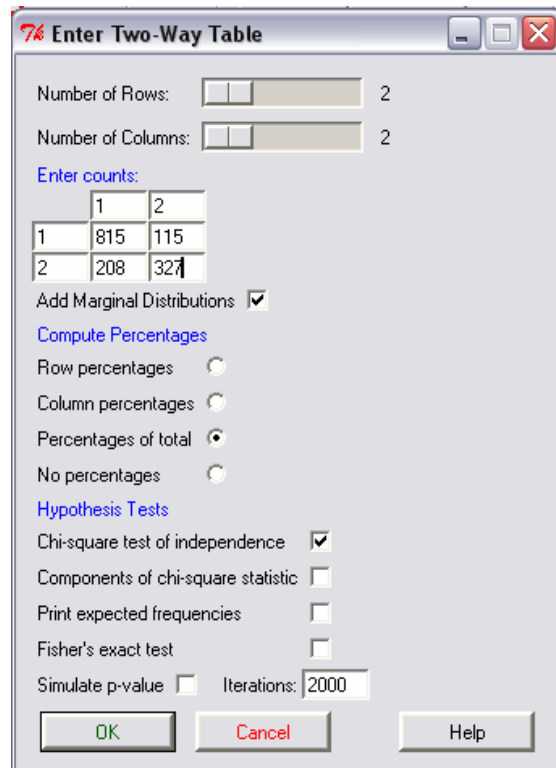 Enter Two-Way Table
Number of Rows: 2
Number of Columns: 2
Enter counts:
1 2
1 815 115
2 208 327
Add Marginal Distributions
Compute Percentages
Row percentages
Column percentages
Percentages of total
No percentages
Hypothesis Tests
Chi-square test of independence
Components of chi-square statistic
Print expected frequencies
Fisher's exact test
Simulate p-value Iterations: 2000
OK Cancel Help